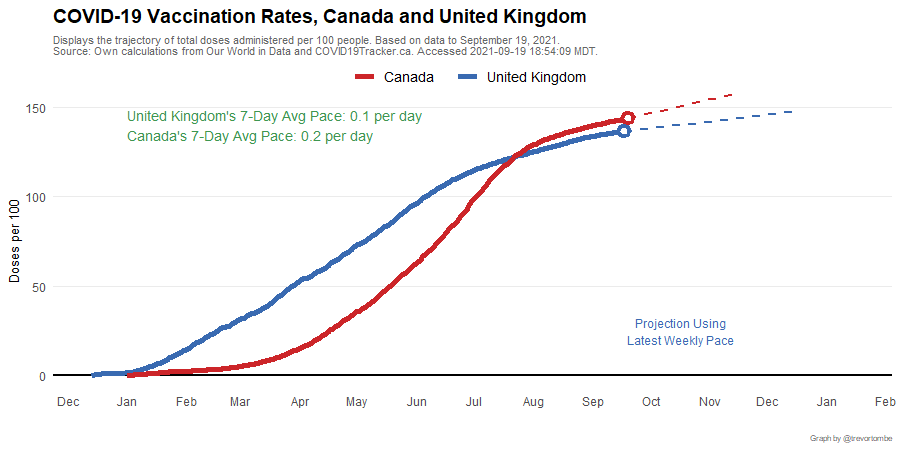 COVID-19 Vaccination Rates, Canada and United Kingdom
Displays the trajectory of total doses administered per 100 people. Based on data to September 19, 2021.
Source: Own calculations from Our World in Data and COVID19Tracker.ca. Accessed 2021-09-19 18:54:09 MDT.
Canada United Kingdom
United Kingdom's 7-Day Avg Pace: 0.1 per day
Canada's 7-Day Avg Pace: 0.2 per day
Doses per 100
150
100
50
0
Projection Using
Latest Weekly Pace
Dec Jan Feb Mar Apr May Jun Jul Aug Sep Oct Nov Dec Jan Feb
Graph by @trevortombe